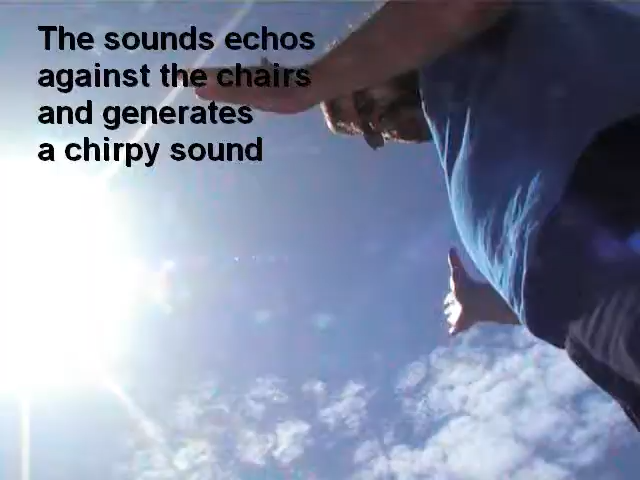 The sounds echos
against the chairs
and generates
a chirpy sound